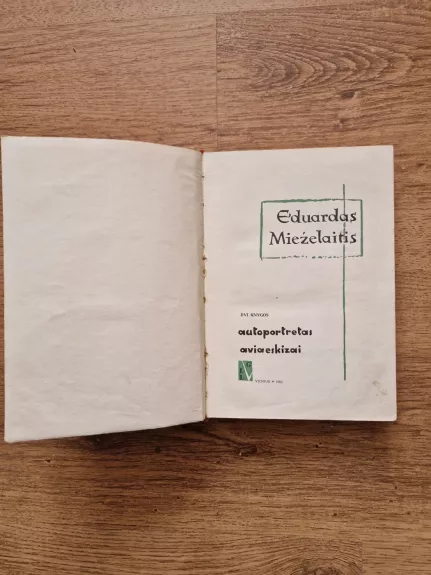 Eduardas
Mieželaitis
DVI KNYGOS
autoportretas
aviaeskizai